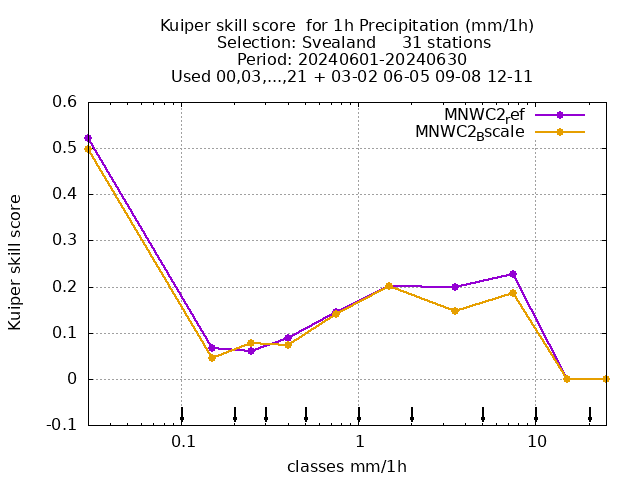 Kuiper skill score  for 1h Precipitation (mm/1h)
Selection: Svealand     31 stations
Period: 20240601-20240630
Used 00,03,...,21 + 03-02 06-05 09-08 12-11
MNWC2ref
MNWC2Bscale
0.6
0.5
0.4
0.3
0.2
0.1
0
-0.1
Kuiper skill score
0.1 1 10
classes mm/1h